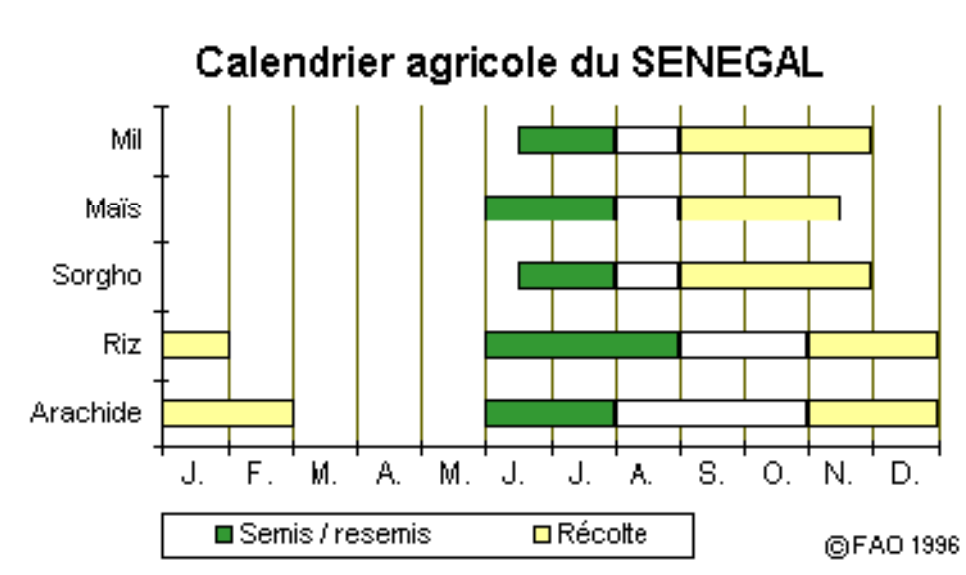 Calendrier agricole du SENEGAL
Mil
Maïs
Sorgho
Riz
Arachide
J. F. M. A. M. J. J. A. S. O. N. D.
Semis / resemis Récolte
©FAO 1996